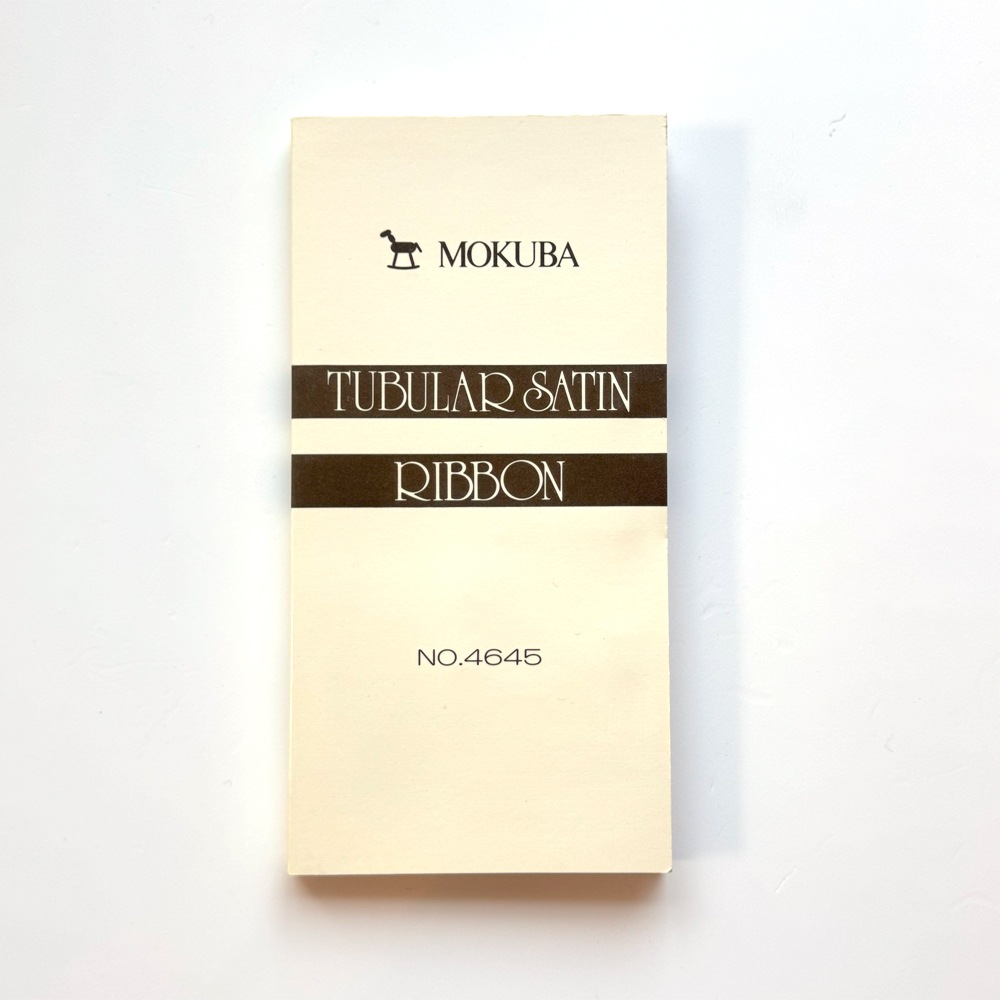 MOKUBA
TUBULAR SATIN
RIBBON
NO.4645